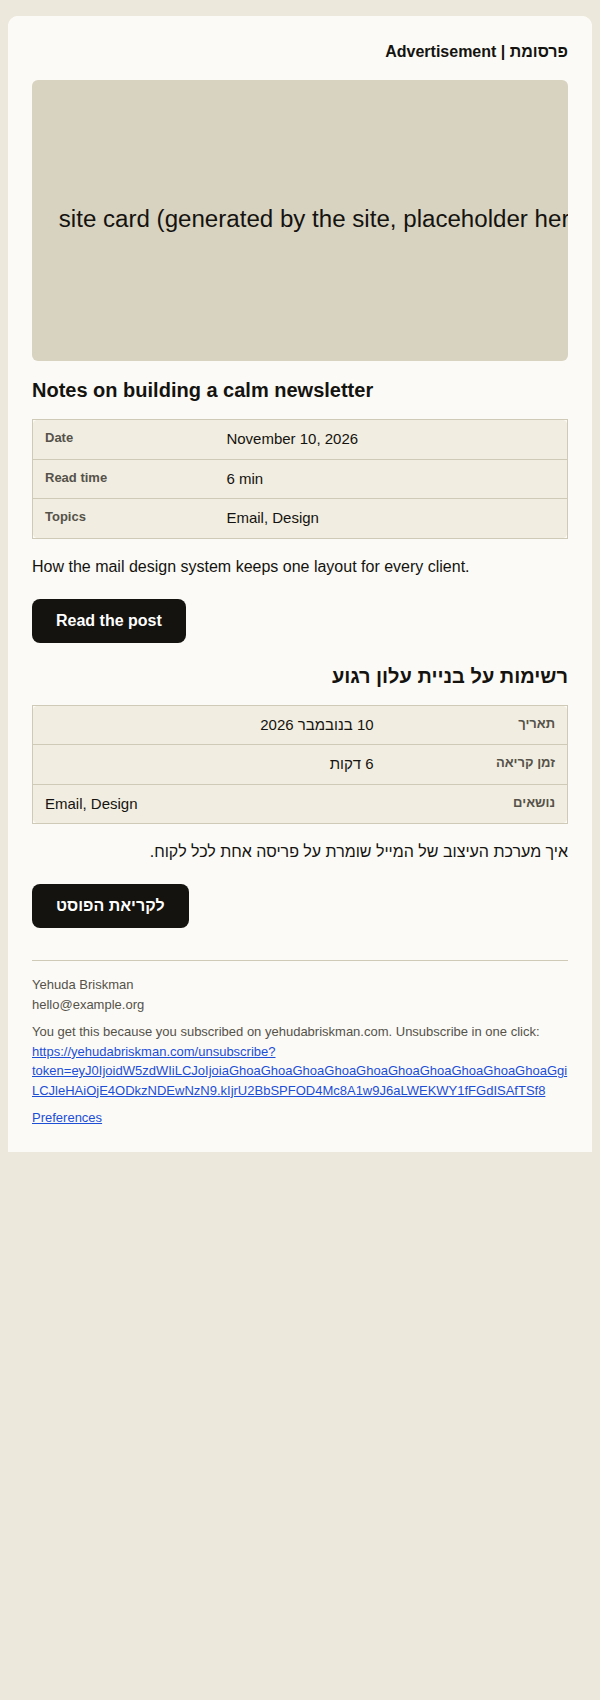 פרסומת | Advertisement
site card (generated by the site, placeholder her
Notes on building a calm newsletter
Date November 10, 2026
Read time 6 min
Topics Email, Design
How the mail design system keeps one layout for every client.
Read the post
רשימות על בניית עלון רגוע
תאריך 10 בנובמבר 2026
זמן קריאה 6 דקות
נושאים Email, Design
איך מערכת העיצוב של המייל שומרת על פריסה אחת לכל לקוח.
לקריאת הפוסט
Yehuda Briskman
hello@example.org
You get this because you subscribed on yehudabriskman.com. Unsubscribe in one click:
https://yehudabriskman.com/unsubscribe?
token=eyJ0IjoidW5zdWIiLCJoIjoiaGhoaGhoaGhoaGhoaGhoaGhoaGhoaGhoaGhoaGhoaGgi
LCJleHAiOjE4ODkzNDEwNzN9.kIjrU2BbSPFOD4Mc8A1w9J6aLWEKWY1fFGdISAfTSf8
Preferences